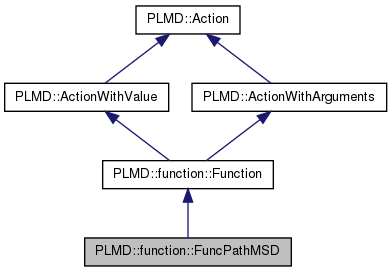 PLMD::Action
PLMD::ActionWithValue
PLMD::ActionWithArguments
PLMD::function::Function
PLMD::function::FuncPathMSD